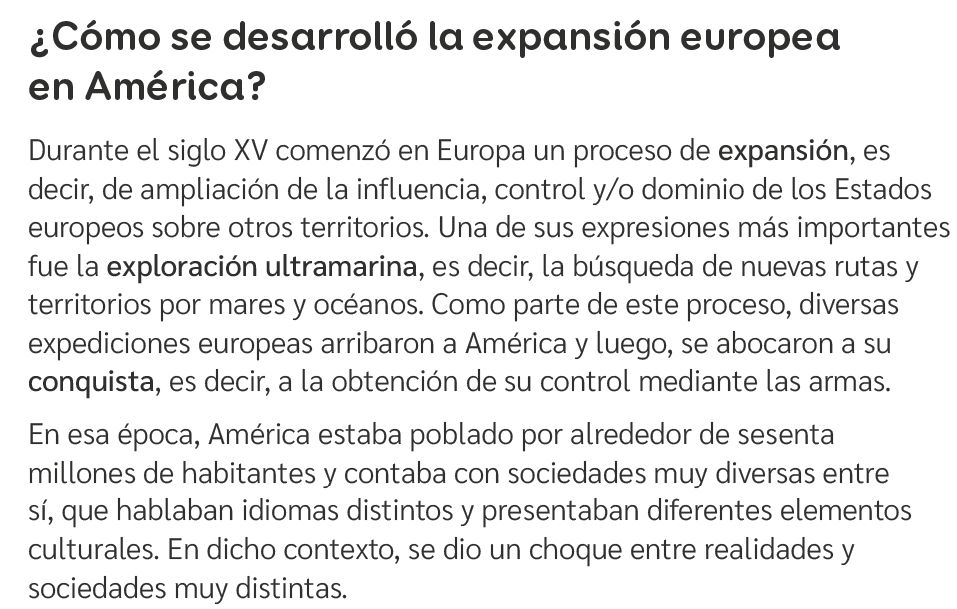 ¿Cómo se desarrolló la expansión europea
en América?
Durante el siglo XV comenzó en Europa un proceso de expansión, es
decir, de ampliación de la influencia, control y/o dominio de los Estados
europeos sobre otros territorios. Una de sus expresiones más importantes
fue la exploración ultramarina, es decir, la búsqueda de nuevas rutas y
territorios por mares y océanos. Como parte de este proceso, diversas
expediciones europeas arribaron a América y luego, se abocaron a su
conquista, es decir, a la obtención de su control mediante las armas.
En esa época, América estaba poblado por alrededor de sesenta
millones de habitantes y contaba con sociedades muy diversas entre
sí, que hablaban idiomas distintos y presentaban diferentes elementos
culturales. En dicho contexto, se dio un choque entre realidades y
sociedades muy distintas.